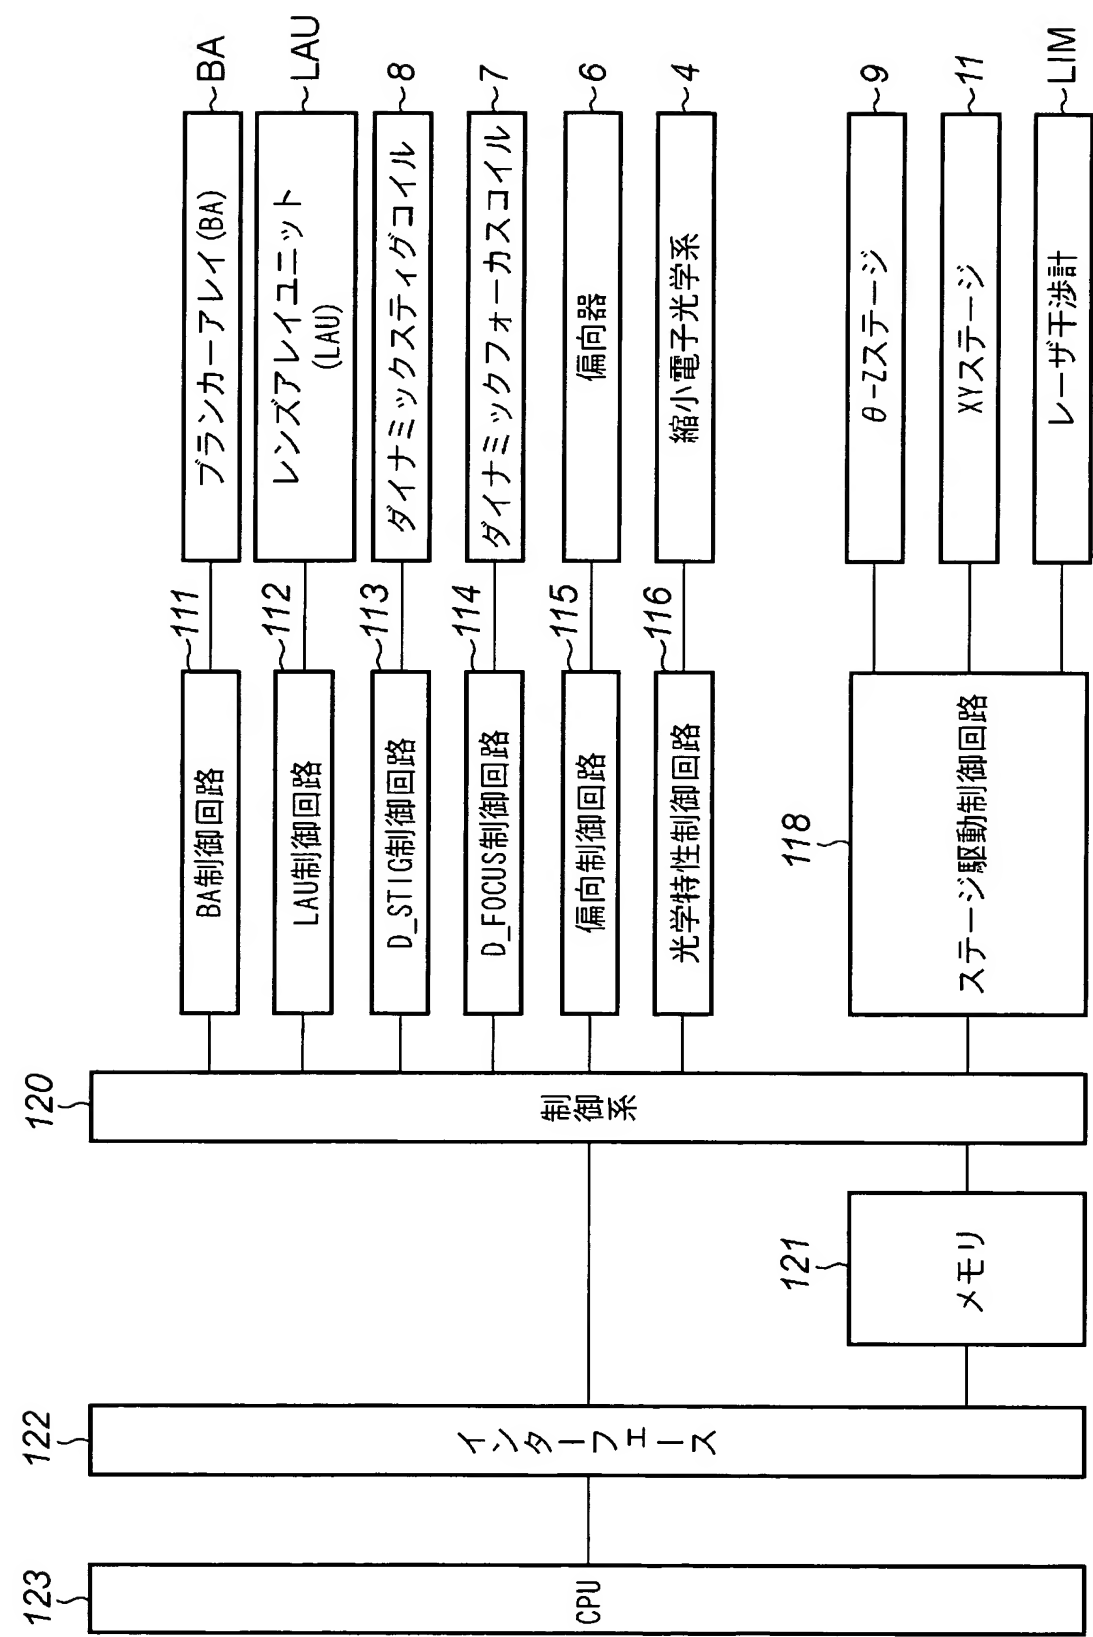 123
CPU
122
インターフェース
121
メモリ
120
制御系
111
BA制御回路
ブランカーアレイ(BA)
BA
112
LAU制御回路
レンズアレイユニット
(LAU)
LAU
113
D_STIG制御回路
ダイナミックスティグコイル
8
114
D_FOCUS制御回路
ダイナミックフォーカスコイル
7
115
偏向制御回路
偏向器
6
116
光学特性制御回路
縮小電子光学系
4
118
ステージ駆動制御回路
θ-Zステージ
9
XYステージ
11
レーザ干渉計
LIM